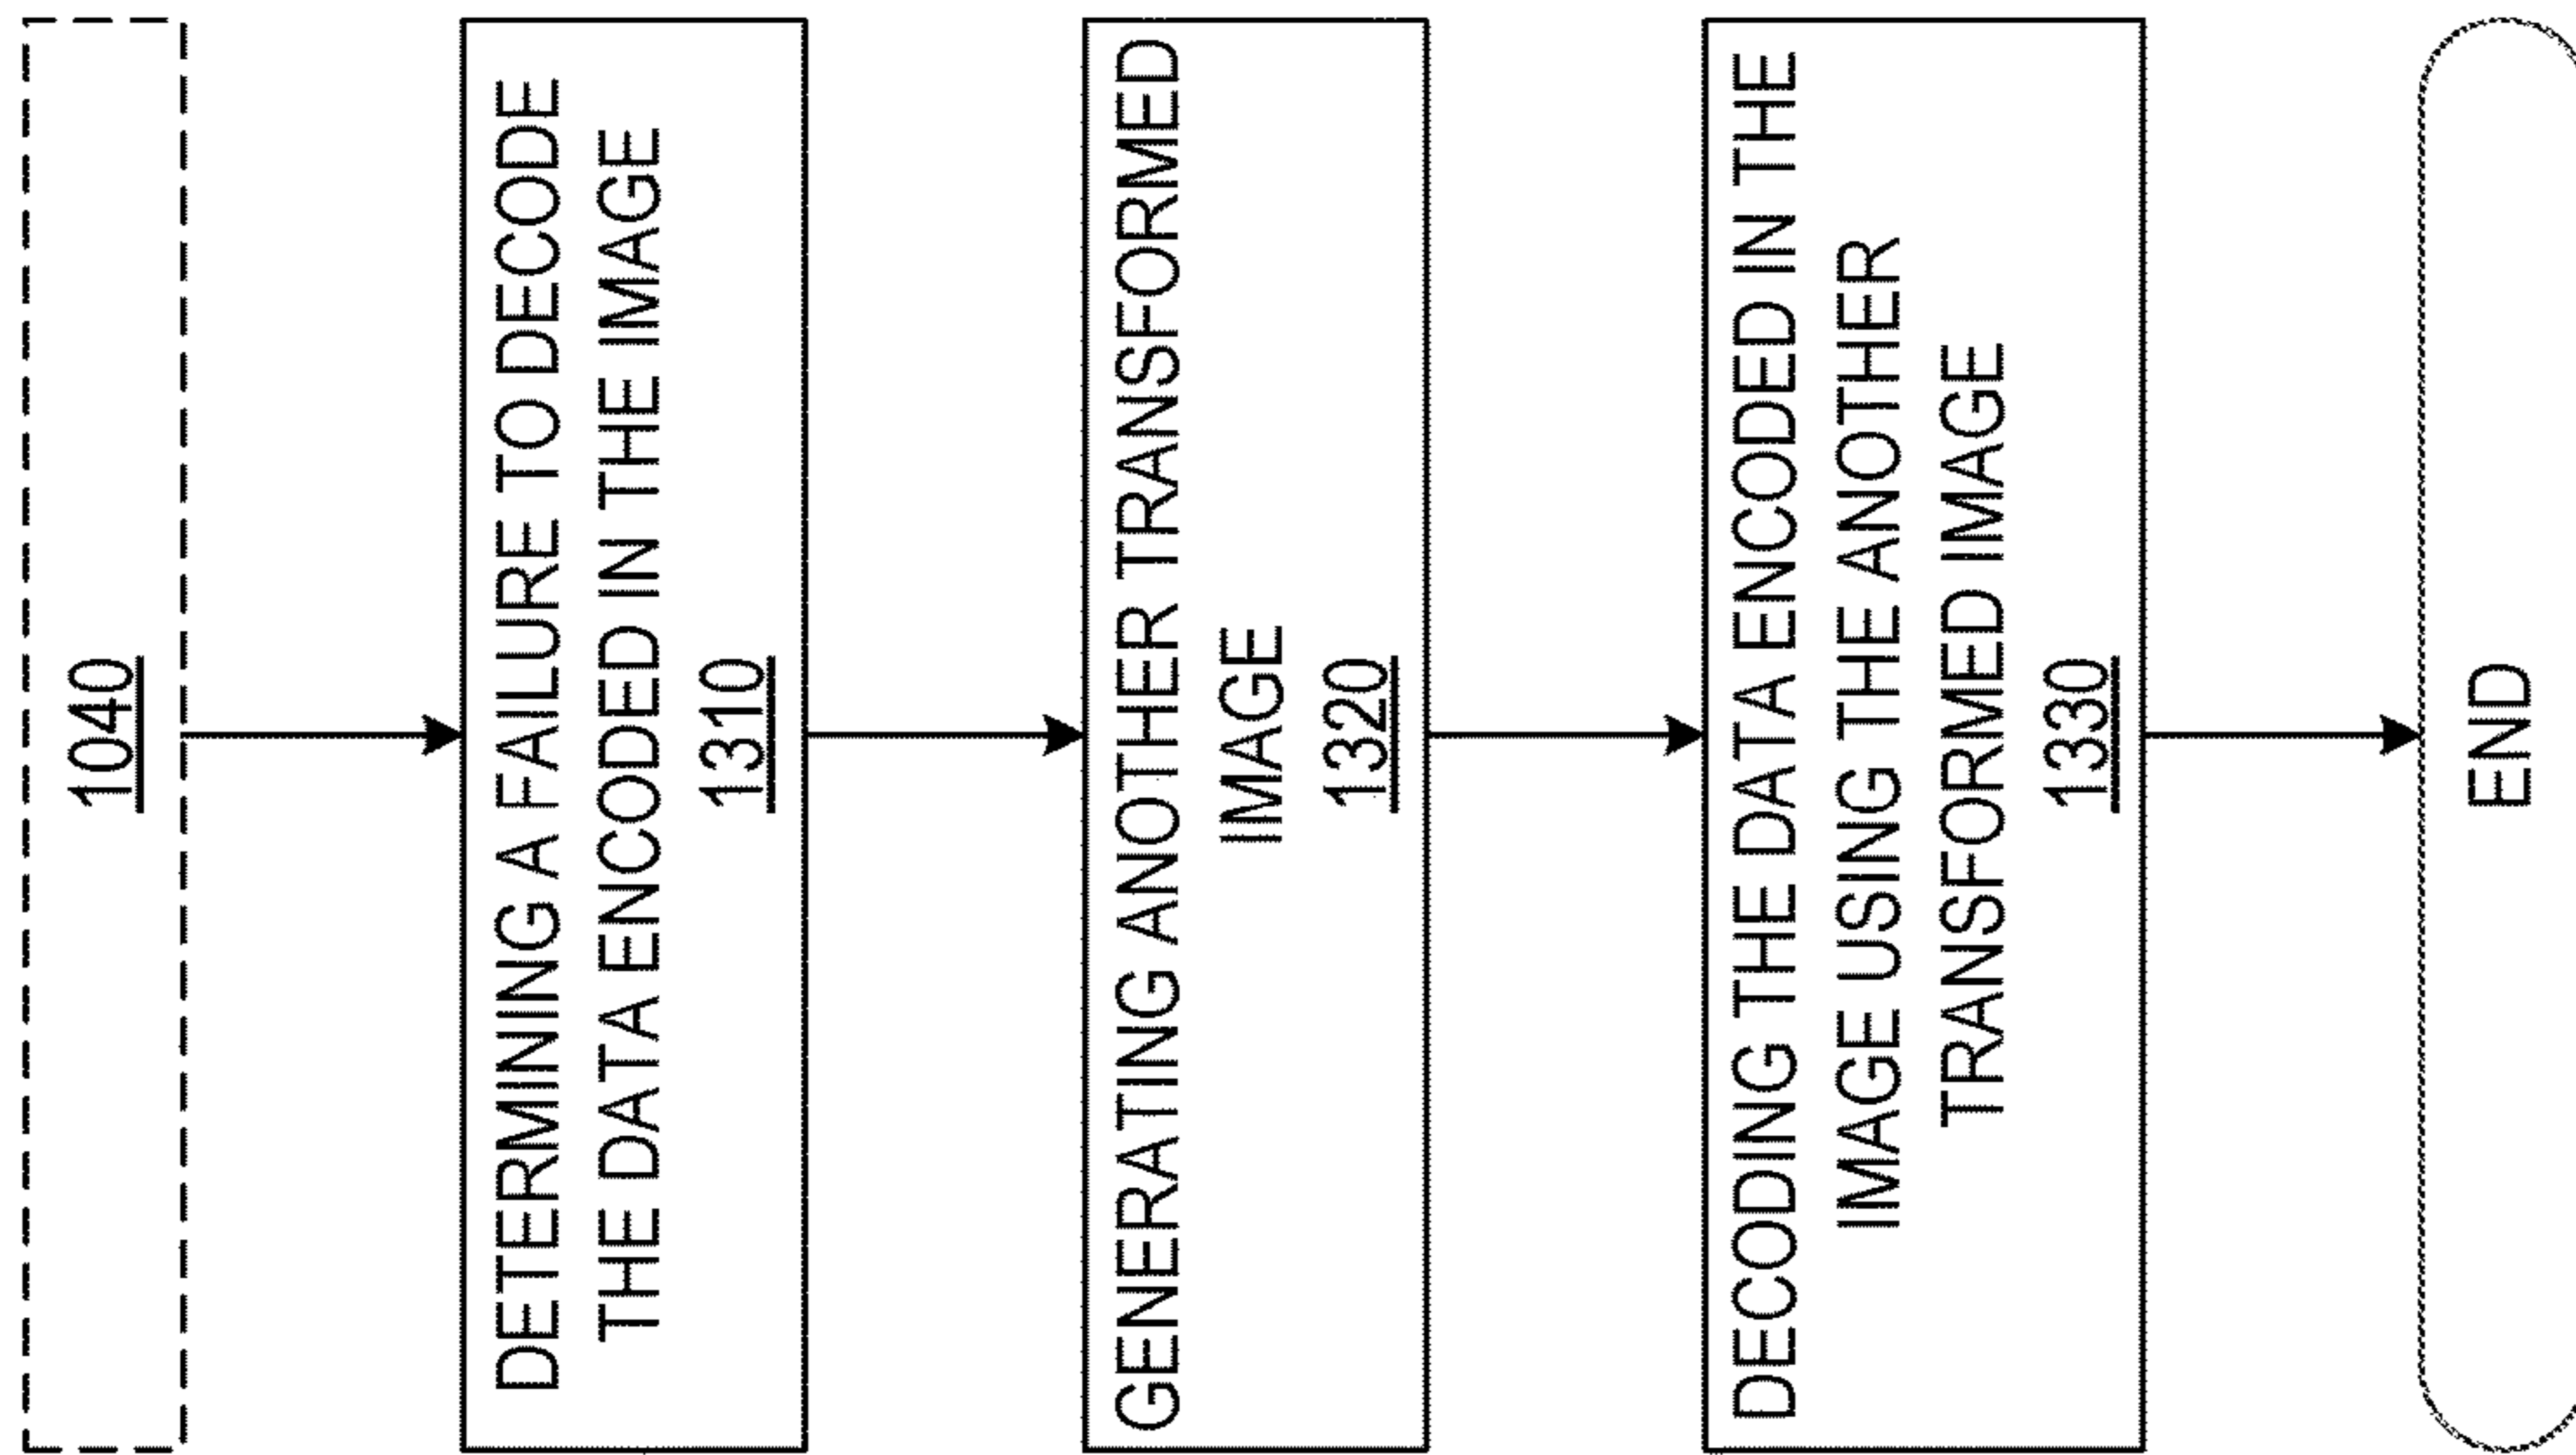 1040
DETERMINING A FAILURE TO DECODE
THE DATA ENCODED IN THE IMAGE
1310
GENERATING ANOTHER TRANSFORMED
IMAGE
1320
DECODING THE DATA ENCODED IN THE
IMAGE USING THE ANOTHER
TRANSFORMED IMAGE
1330
END